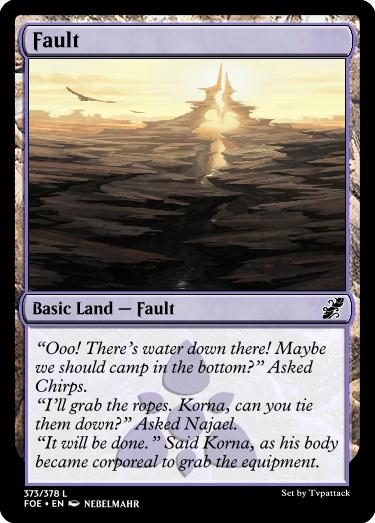 Fault
Basic Land — Fault
“Ooo! There’s water down there! Maybe
we should camp in the bottom?” Asked
Chirps.
“I’ll grab the ropes. Korna, can you tie
them down?” Asked Najael.
“It will be done.” Said Korna, as his body
became corporeal to grab the equipment.
373/378 L
Set by Tvpattack
FOE • EN NEBELMAHR